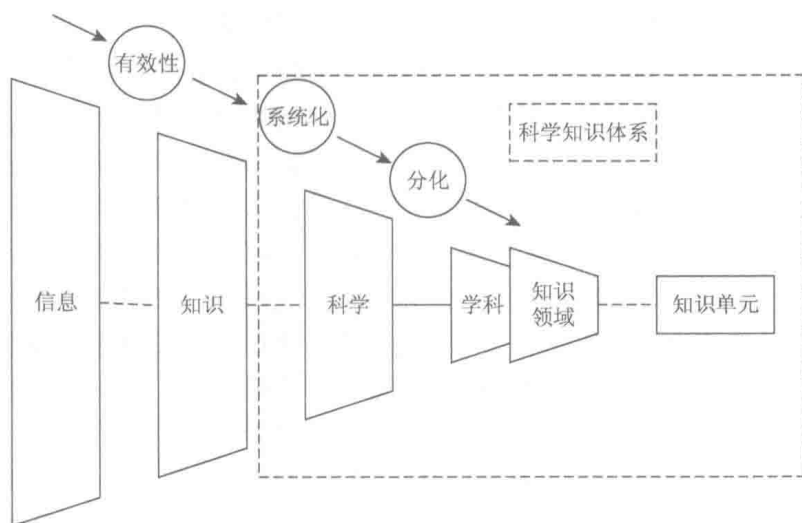 有效性
系统化
科学知识体系
分化
信息
知识
科学
学科
知识
领域
知识单元